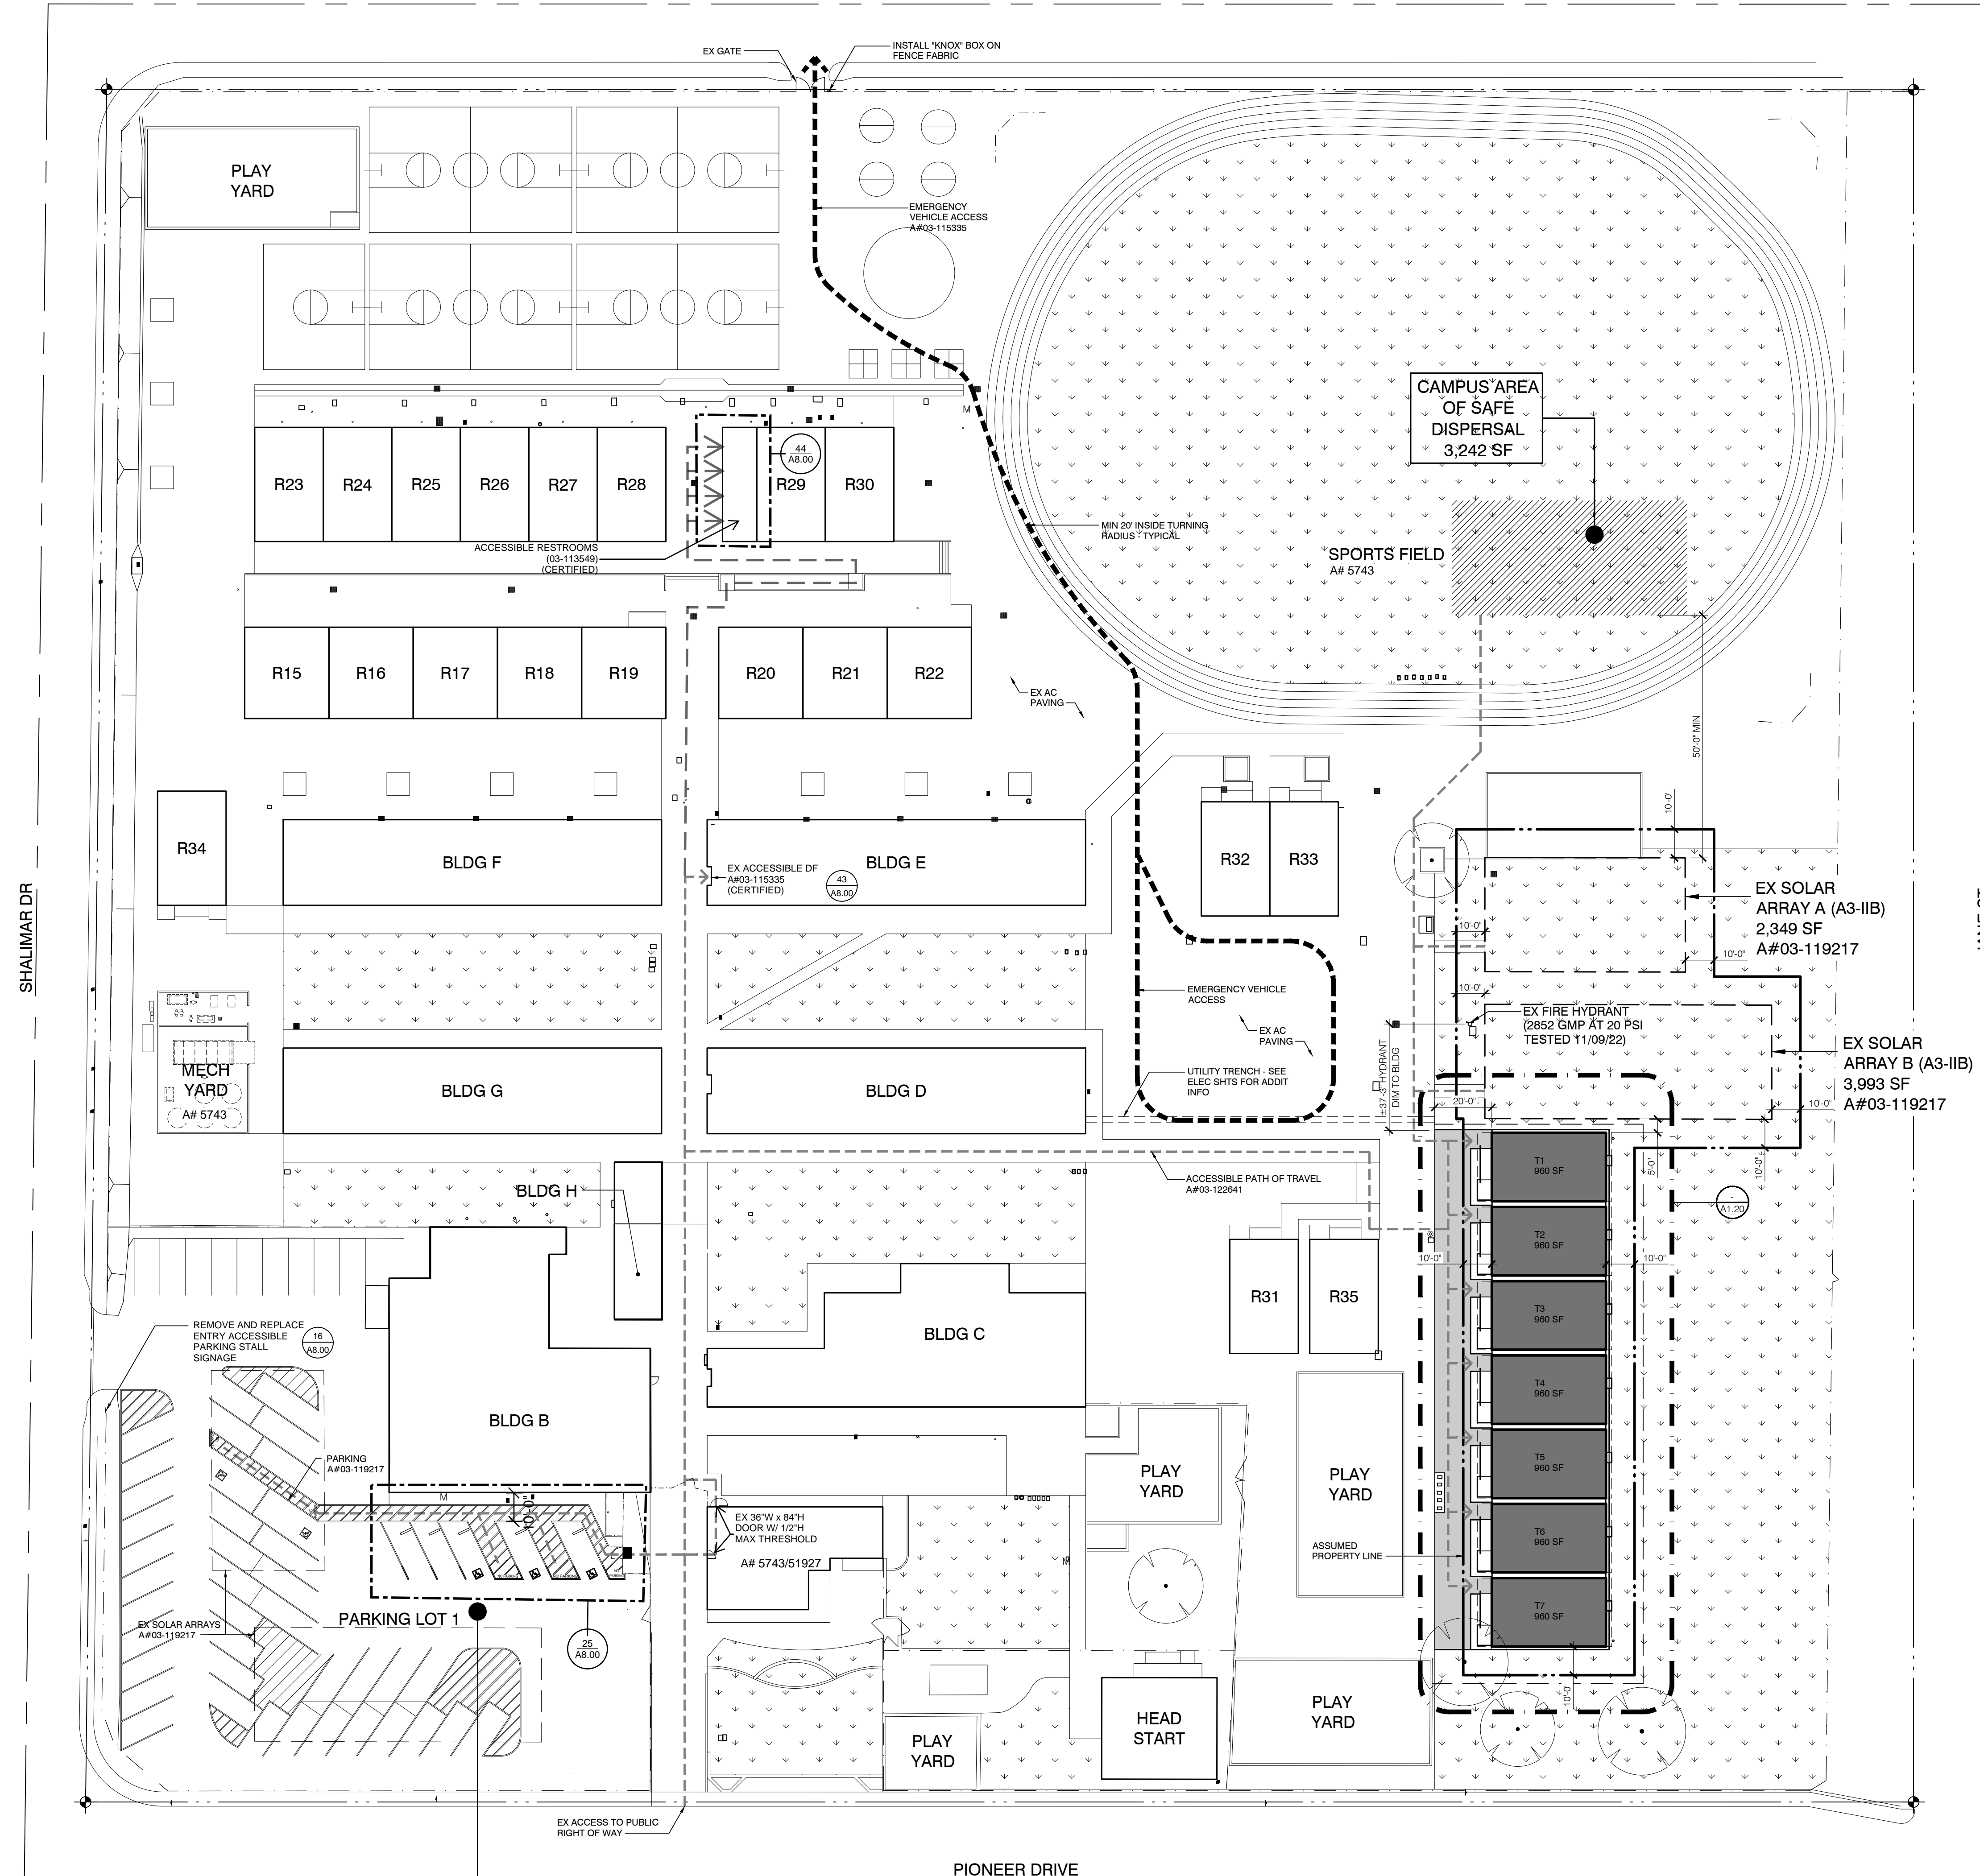 EX GATE
INSTALL "KNOX" BOX ON
FENCE FABRIC
PLAY
YARD
EMERGENCY
VEHICLE ACCESS
A#03-115335
CAMPUS AREA
OF SAFE
DISPERSAL
3,242 SF
M
44
A8.00
R23
R24
R25
R26
R27
R28
R29
R30
MIN 20' INSIDE TURNING
RADIUS - TYPICAL
ACCESSIBLE RESTROOMS
(03-113549)
(CERTIFIED)
SPORTS FIELD
A# 5743
R15
R16
R17
R18
R19
R20
R21
R22
EX AC
PAVING
50'-0" MIN
10'-0"
R34
BLDG F
EX ACCESSIBLE DF
A#03-115335
(CERTIFIED)
43
A8.00
BLDG E
R32
R33
SHALIMAR DR
EX SOLAR
ARRAY A (A3-IIB)
2,349 SF
A#03-119217
10'-0"
10'-0"
10'-0"
EMERGENCY VEHICLE
ACCESS
EX AC
PAVING
EX FIRE HYDRANT
(2852 GMP AT 20 PSI
TESTED 11/09/22)
EX SOLAR
ARRAY B (A3-IIB)
3,993 SF
A#03-119217
10'-0"
±37'-3" HYDRANT
DIM TO BLDG
MECH
YARD
A# 5743
BLDG G
BLDG D
UTILITY TRENCH - SEE
ELEC SHTS FOR ADDIT
INFO
20'-0"
5'-0"
10'-0"
T1
960 SF
BLDG H
ACCESSIBLE PATH OF TRAVEL
A#03-122641
-
A1.20
T2
960 SF
10'-0"
10'-0"
R31
R35
T3
960 SF
REMOVE AND REPLACE
ENTRY ACCESSIBLE
PARKING STALL
SIGNAGE
16
A8.00
BLDG C
T4
960 SF
BLDG B
PARKING
A#03-119217
PLAY
YARD
PLAY
YARD
T5
960 SF
M
10'-0"
EX 36"W x 84"H
DOOR W/ 1/2"H
MAX THRESHOLD
A# 5743/51927
T6
960 SF
ASSUMED
PROPERTY LINE
M
NO PARKING
NO PARKING
T7
960 SF
EX SOLAR ARRAYS
A#03-119217
PARKING LOT 1
25
A8.00
10'-0"
PLAY
YARD
HEAD
START
PLAY
YARD
EX ACCESS TO PUBLIC
RIGHT OF WAY
PIONEER DRIVE